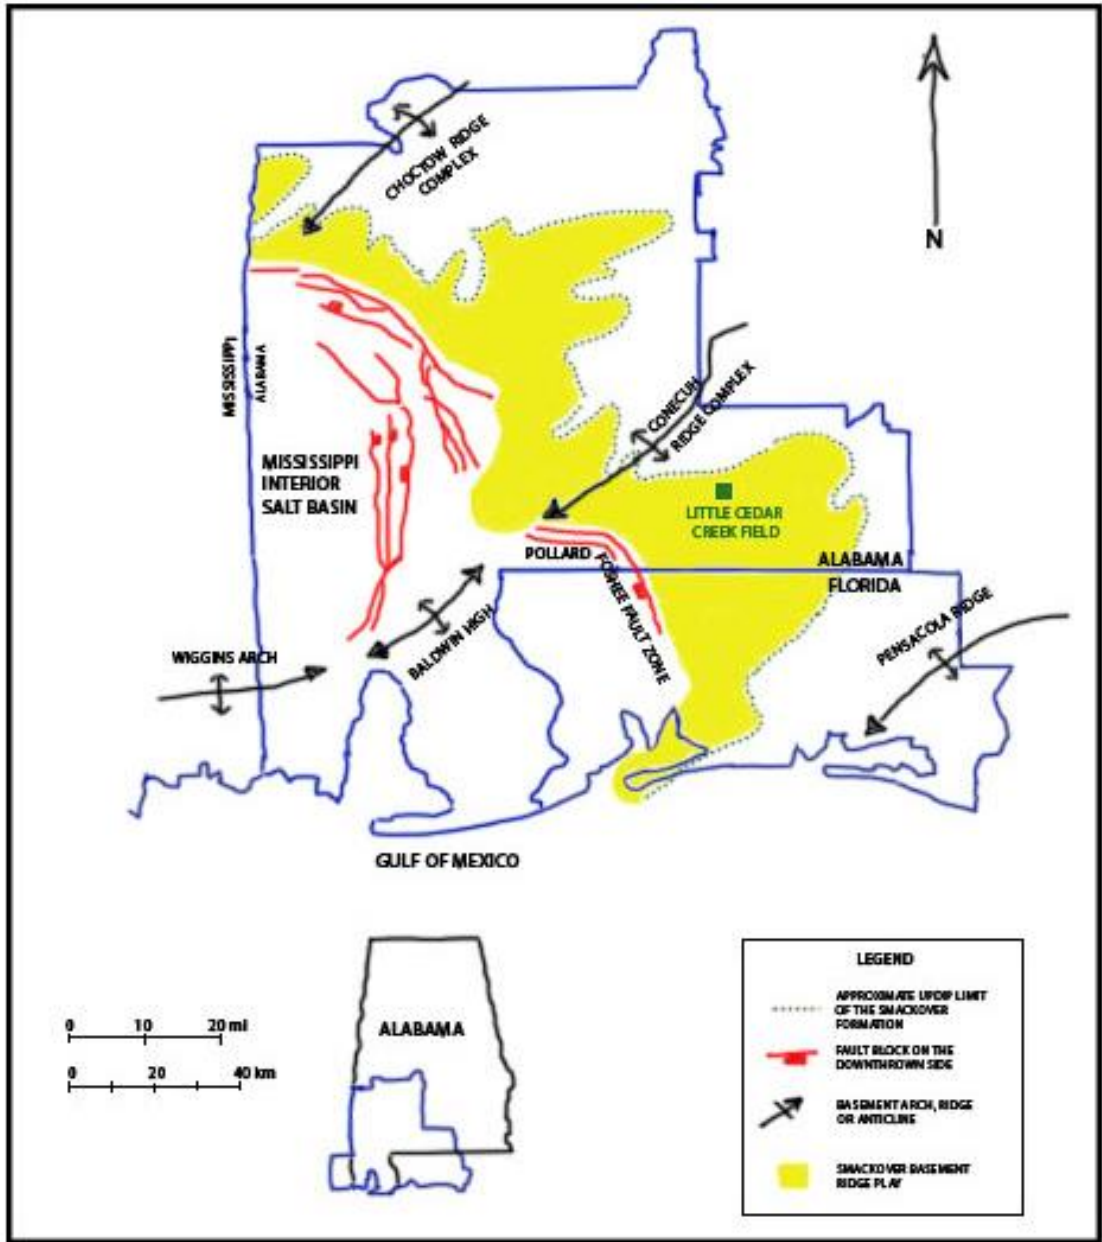 CHOCTOW RIDGE
COMPLEX
N
MISSISSIPPI
ALABAMA
CONECUH
RIDGE COMPLEX
MISSISSIPPI
INTERIOR
SALT BASIN
LITTLE CEDAR
CREEK FIELD
POLLARD
FOSHEE FAULT ZONE
ALABAMA
FLORIDA
BALDWIN HIGH
PENSACOLA RIDGE
WIGGINS ARCH
GULF OF MEXICO
ALABAMA
0 10 20 mi
0 20 40 km
LEGEND
APPROXIMATE UPDIP LIMIT
OF THE SMACKOVER
FORMATION
FAULT BLOCK ON THE
DOWNTHROWN SIDE
BASEMENT ARCH, RIDGE
OR ANTICLINE
SMACKOVER BASEMENT
RIDGE PLAY